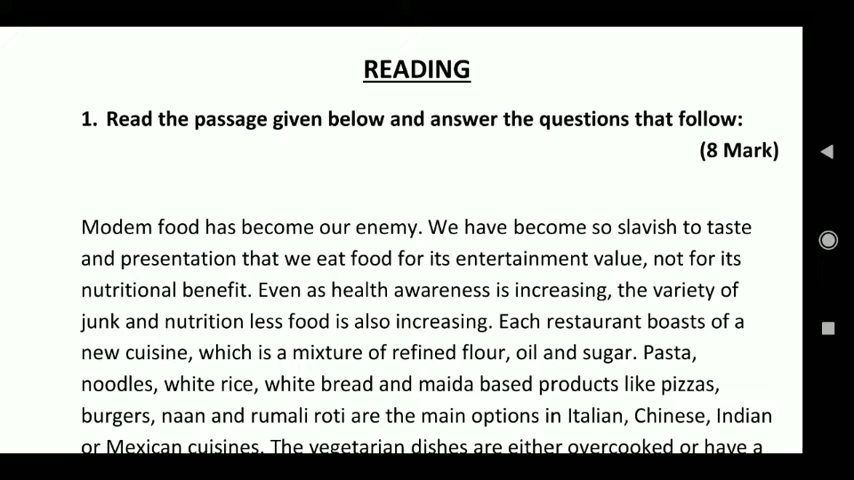 READING
1. Read the passage given below and answer the questions that follow:
(8 Mark)
Modem food has become our enemy. We have become so slavish to taste
and presentation that we eat food for its entertainment value, not for its
nutritional benefit. Even as health awareness is increasing, the variety of
junk and nutrition less food is also increasing. Each restaurant boasts of a
new cuisine, which is a mixture of refined flour, oil and sugar. Pasta,
noodles, white rice, white bread and maida based products like pizzas,
burgers, naan and rumali roti are the main options in Italian, Chinese, Indian
or Mexican cuisines. The vegetarian dishes are either overcooked or have a